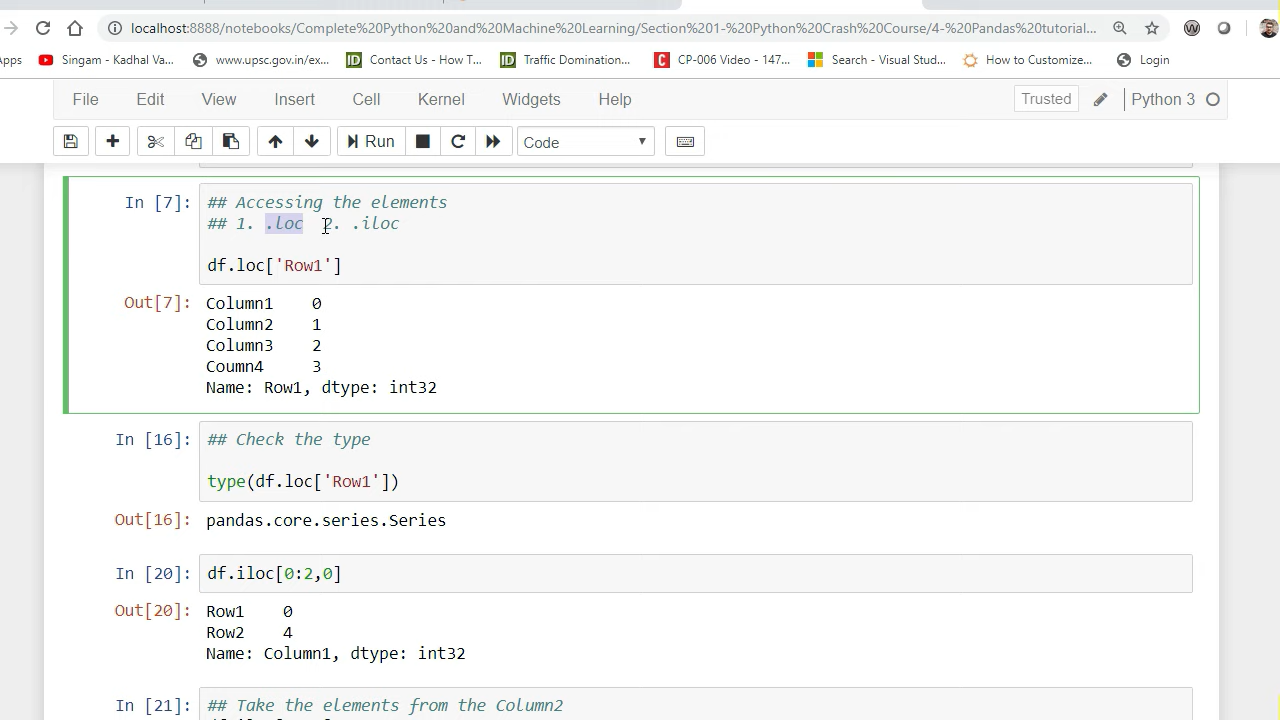 localhost:8888/notebooks/Complete%20Python%20and%20Machine%20Learning/Section%201-%20Python%20Crash%20Course/4-%20Pandas%20tutorial...
Apps Singam Kadhal Va... www.upsc.gov.in/ex... Contact Us - How T... Traffic Domination... CP-006 Video - 147... Search - Visual Stud... How to Customize... Login
File Edit View Insert Cell Kernel Widgets Help Trusted Python 3
Run Code
In [7]: ## Accessing the elements
## 1. .loc 2. .iloc
df.loc['Row1']
Out[7]: Column1 0
Column2 1
Column3 2
Coumn4 3
Name: Row1, dtype: int32
In [16]: ## Check the type
type(df.loc['Row1'])
Out[16]: pandas.core.series.Series
In [20]: df.iloc[0:2,0]
Out[20]: Row1 0
Row2 4
Name: Column1, dtype: int32
In [21]: ## Take the elements from the Column2